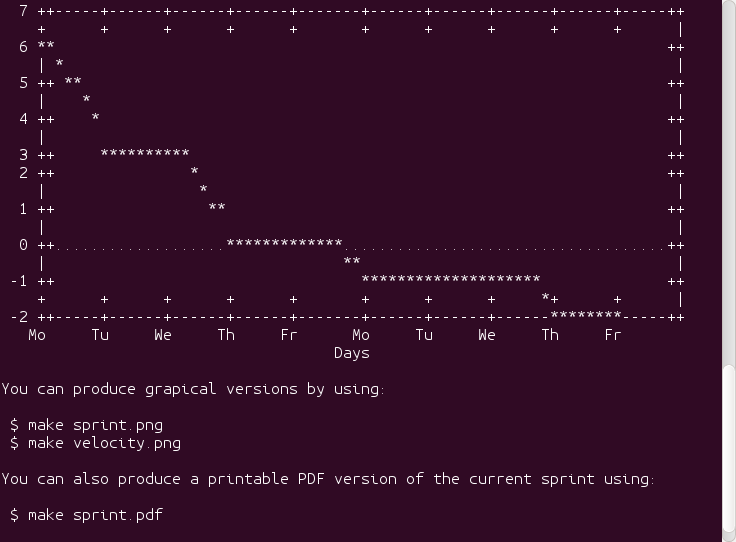 7 ++-----+------+------+------+------+-------+------+------+------+-----++
+ + + + + + + + + + |
6 ** ++
| * |
5 ++ ** ++
| * |
4 ++ * ++
| |
3 ++ ********** ++
2 ++ * ++
| * |
1 ++ ** ++
| |
0 ++...................*************....................................++
| ** |
-1 ++ ******************** ++
+ + + + + + + + *+ + |
-2 ++-----+------+------+------+------+-------+------+------********-----++
Mo Tu We Th Fr Mo Tu We Th Fr
Days
You can produce grapical versions by using:
$ make sprint.png
$ make velocity.png
You can also produce a printable PDF version of the current sprint using:
$ make sprint.pdf